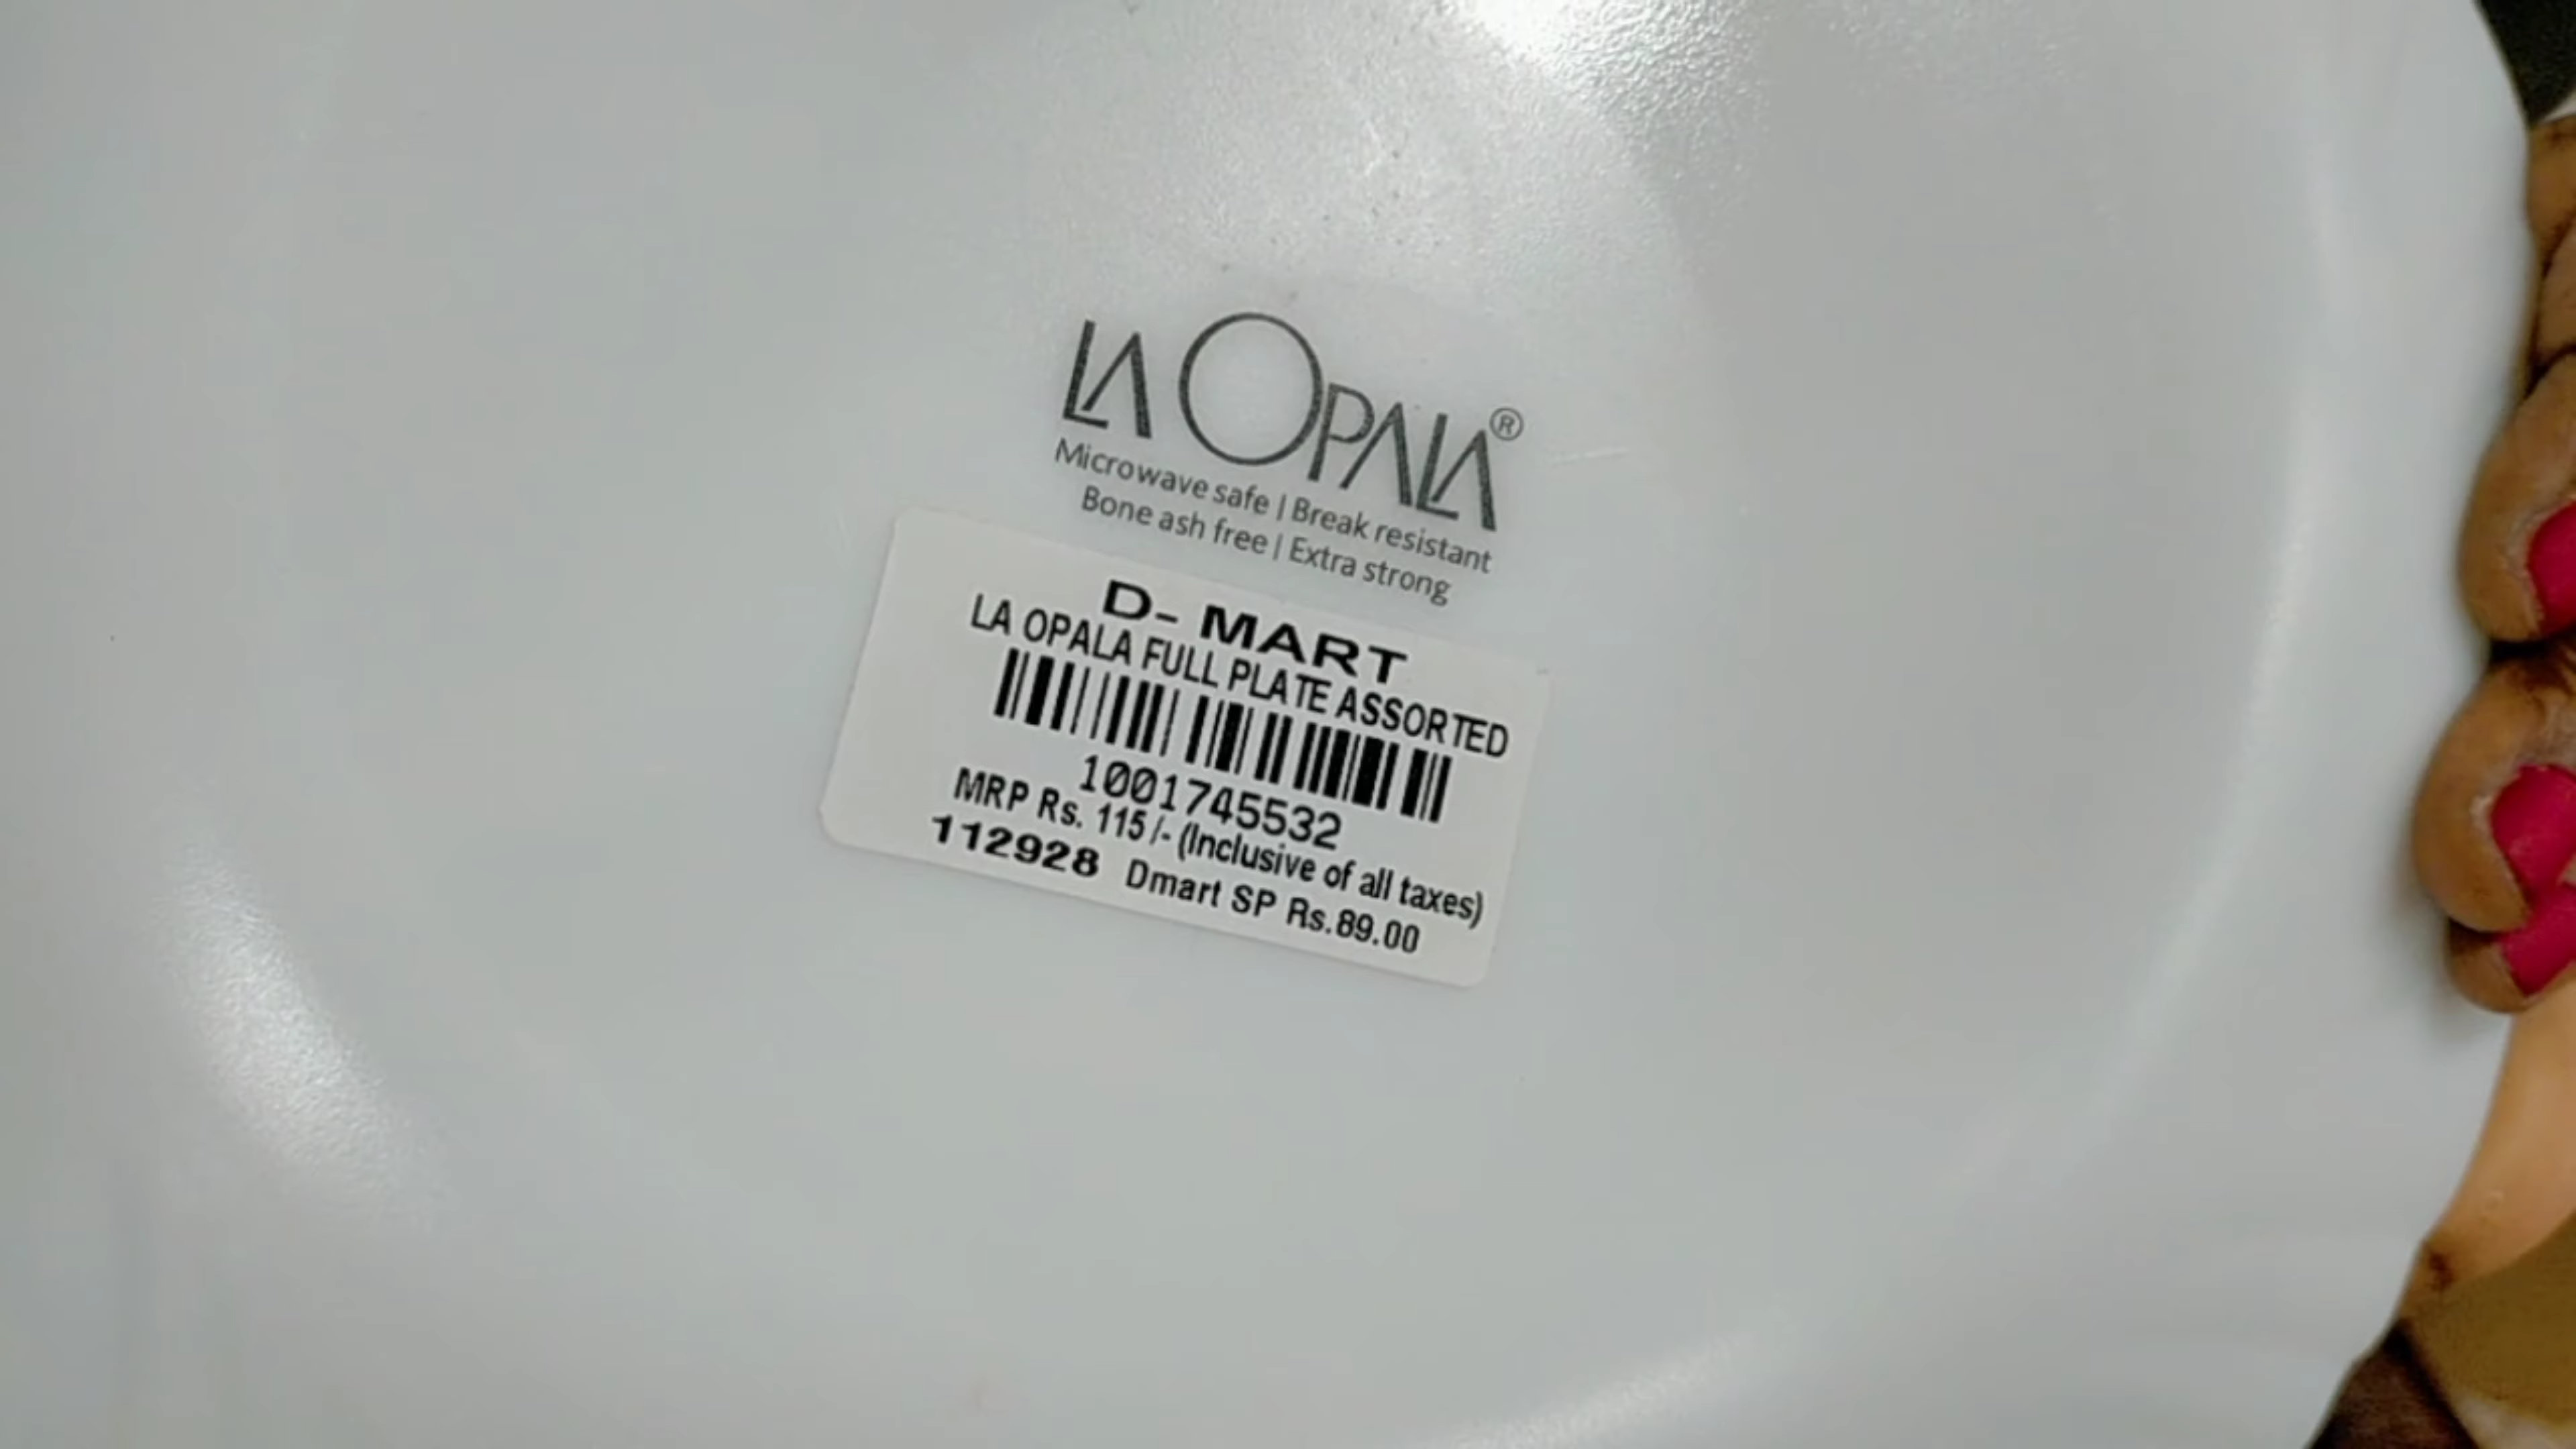 LA OPALA®
Microwave safe | Break resistant
Bone ash free | Extra strong
D- MART
LA OPALA FULL PLATE ASSORTED
1001745532
MRP Rs. 115/- (Inclusive of all taxes)
112928 Dmart SP Rs.89.00